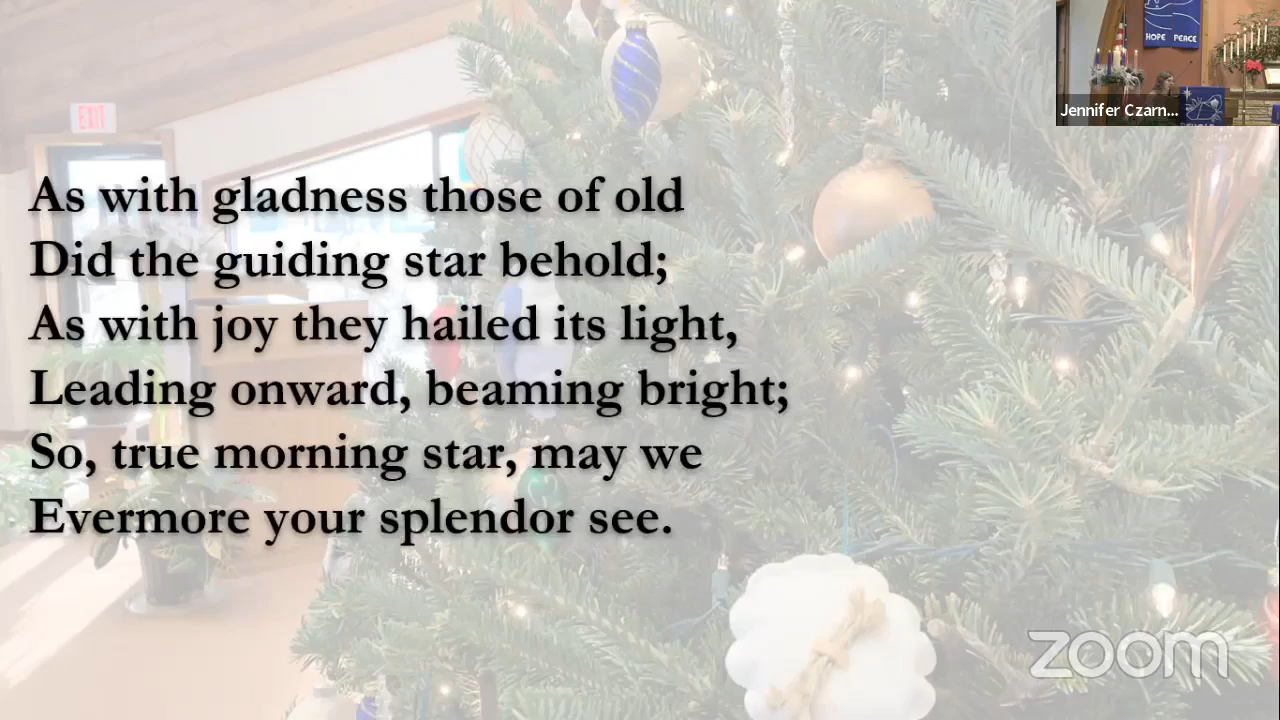 HOPE PEACE
Jennifer Czarn...
EXIT
As with gladness those of old
Did the guiding star behold;
As with joy they hailed its light,
Leading onward, beaming bright;
So, true morning star, may we
Evermore your splendor see.
zoom